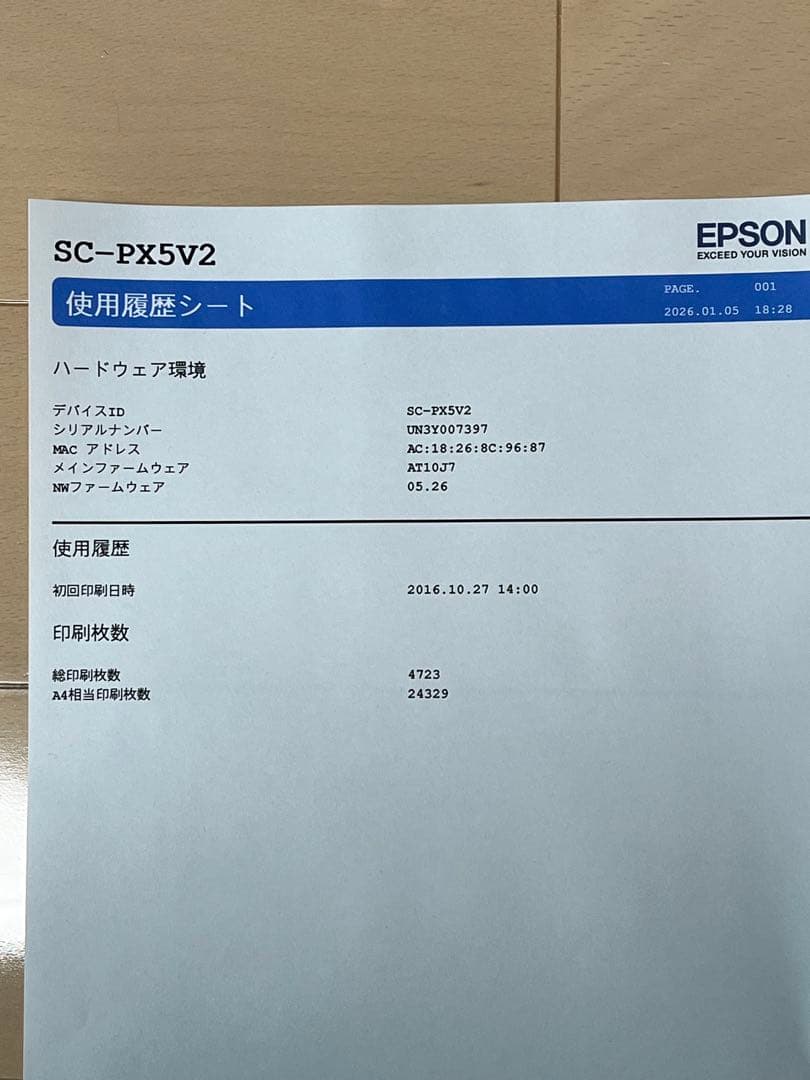 SC-PX5V2
EPSON
EXCEED YOUR VISION
使用履歴シート
PAGE. 001
2026.01.05 18:28
ハードウェア環境
デバイスID SC-PX5V2
シリアルナンバー UN3Y007397
MAC アドレス AC:18:26:8C:96:87
メインファームウェア AT10J7
NWファームウェア 05.26
使用履歴
初回印刷日時 2016.10.27 14:00
印刷枚数
総印刷枚数 4723
A4相当印刷枚数 24329